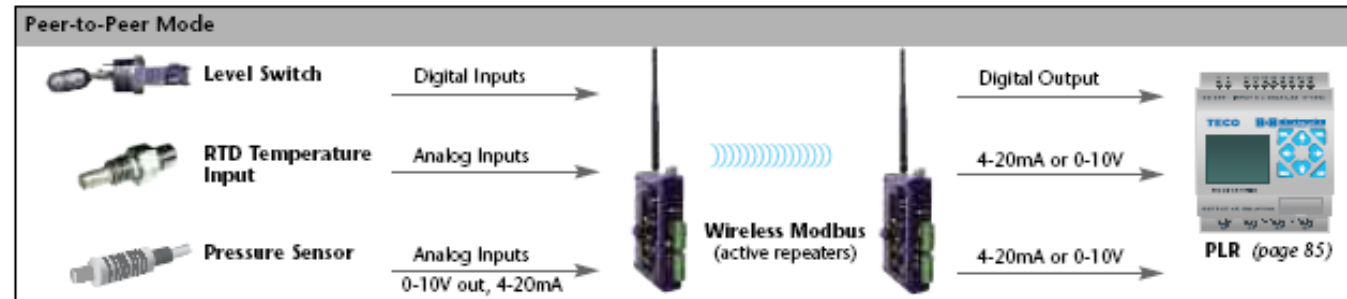 Peer-to-Peer Mode
Level Switch
Digital Inputs
Digital Output
RTD Temperature
Input
Analog Inputs
4-20mA or 0-10V
Pressure Sensor
Analog Inputs
0-10V out, 4-20mA
Wireless Modbus
(active repeaters)
4-20mA or 0-10V
TECO B+B electronics
PLR (page 85)